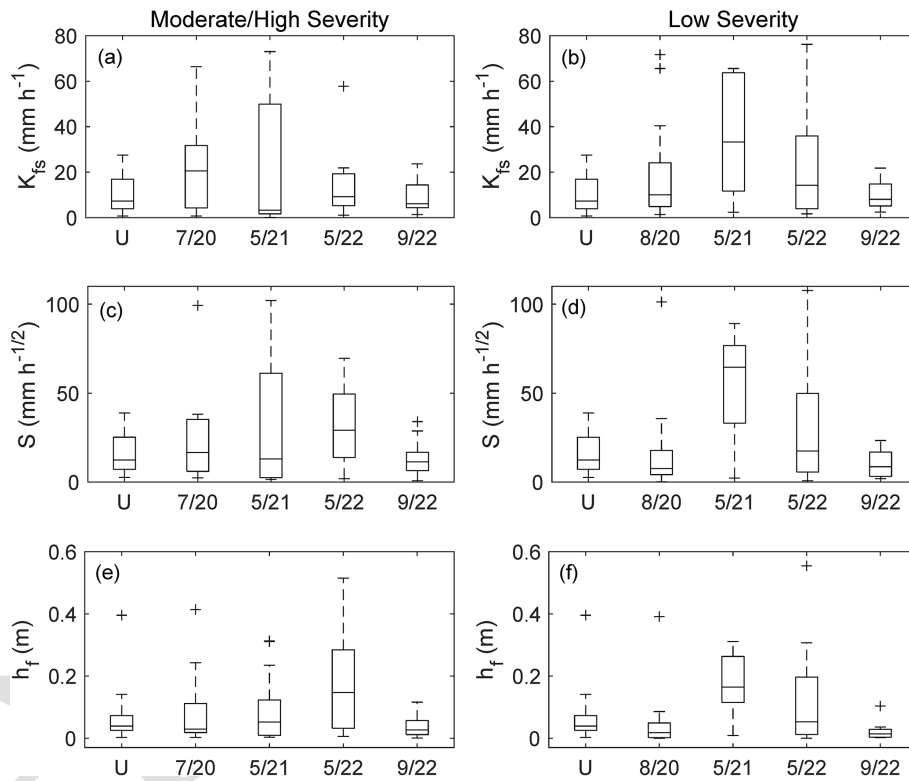 Moderate/High Severity
Low Severity
(a)
K_fs (mm h^-1)
80
60
40
20
0
U 7/20 5/21 5/22 9/22
(b)
K_fs (mm h^-1)
80
60
40
20
0
U 8/20 5/21 5/22 9/22
(c)
S (mm h^-1/2)
100
50
0
U 7/20 5/21 5/22 9/22
(d)
S (mm h^-1/2)
100
50
0
U 8/20 5/21 5/22 9/22
(e)
h_f (m)
0.6
0.4
0.2
0
U 7/20 5/21 5/22 9/22
(f)
h_f (m)
0.6
0.4
0.2
0
U 8/20 5/21 5/22 9/22